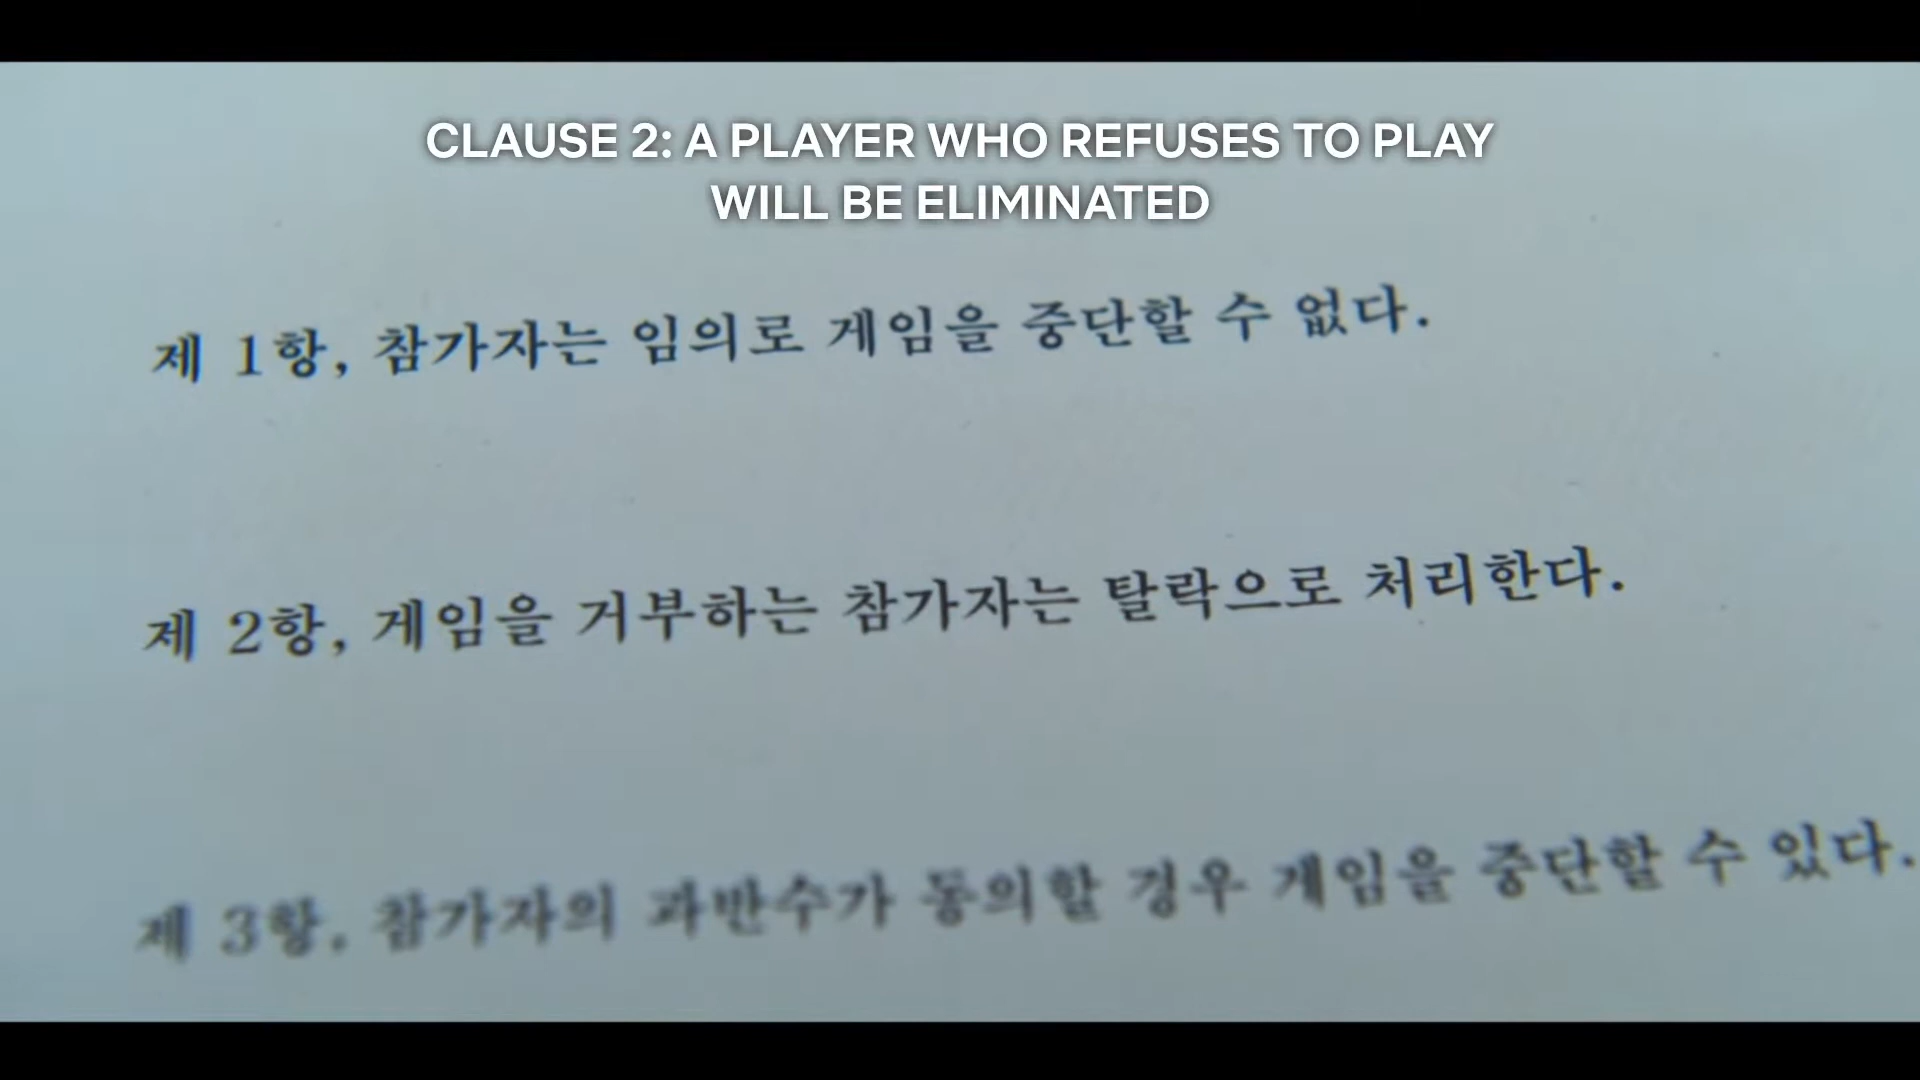 CLAUSE 2: A PLAYER WHO REFUSES TO PLAY
WILL BE ELIMINATED
제 1항, 참가자는 임의로 게임을 중단할 수 없다.
제 2항, 게임을 거부하는 참가자는 탈락으로 처리한다.
제 3항, 참가자의 과반수가 동의할 경우 게임을 중단할 수 있다.